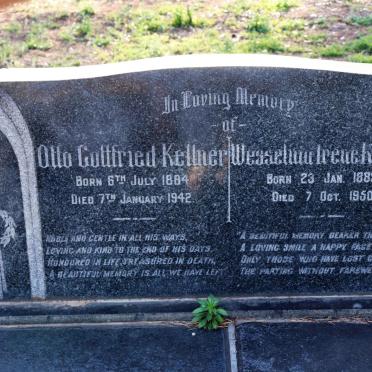 In Loving Memory
of
Otto Gottfried Kellner
BORN 6TH JULY 1884
DIED 7TH JANUARY 1942
NOBLE AND GENTLE IN ALL HIS WAYS,
LOVING AND KIND TO THE END OF HIS DAYS,
HONOURED IN LIFE, TREASURED IN DEATH,
A BEAUTIFUL MEMORY IS ALL WE HAVE LEFT
Irene
BORN 23 JAN.
DIED 7 OCT. 1950
A BEAUTIFUL MEMORY DEARER
A LOVING SMILE A HAPPY FACE
ONLY THOSE WHO HAVE LOST
THE PARTING WITHOUT FAREWE